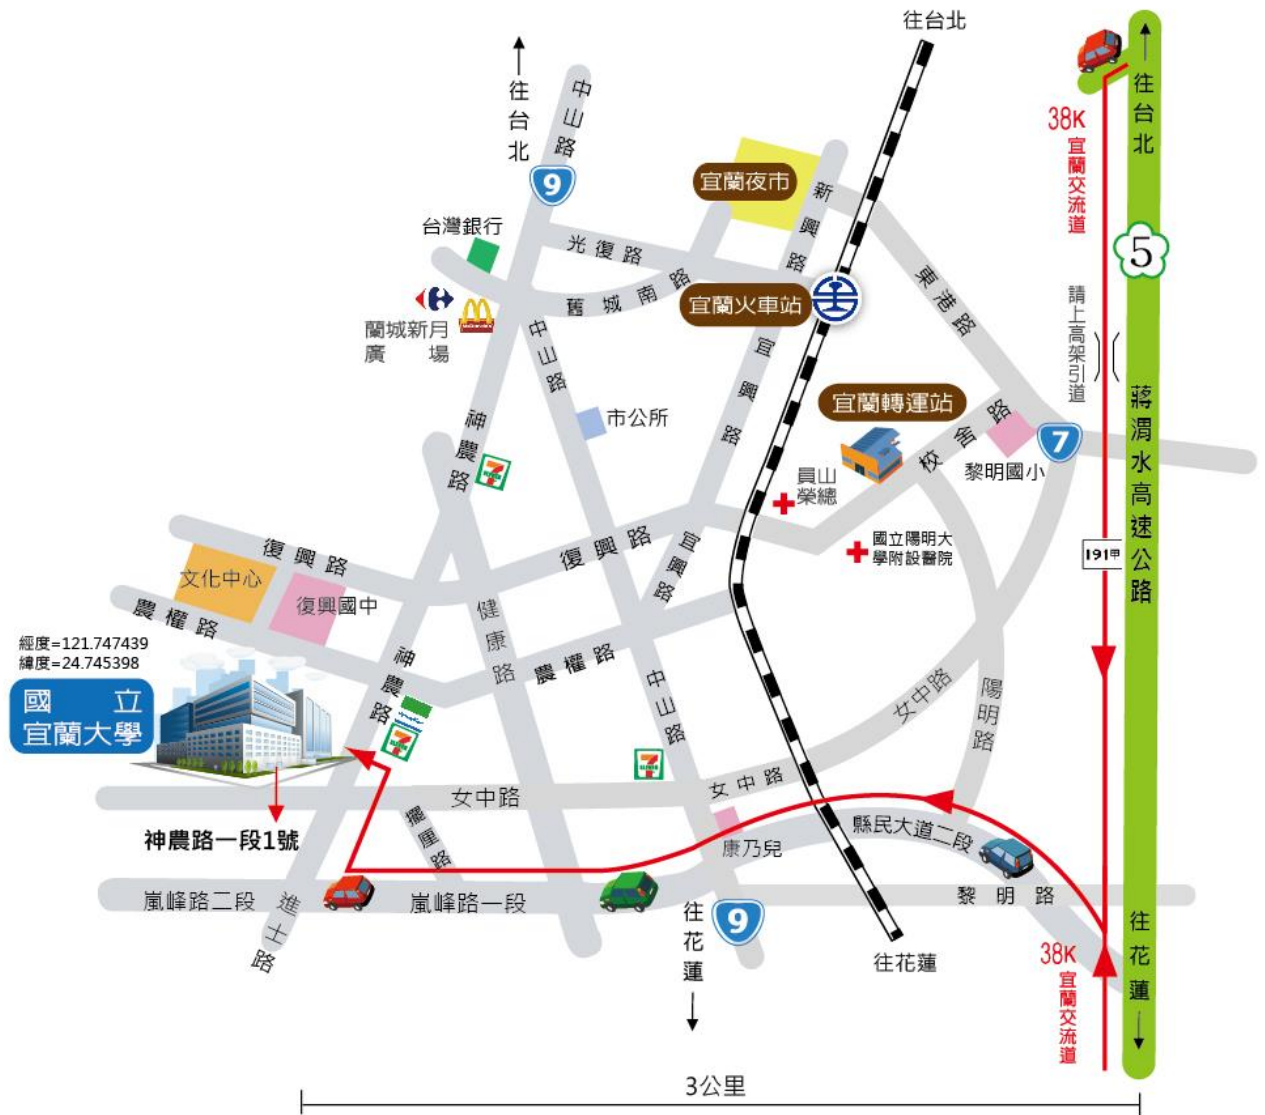 往台北
往台北
中山路
9
往台北
38K
宜蘭交流道
宜蘭夜市
新興路
台灣銀行
光復路
舊城南路
5
東港路
宜蘭火車站
請上高架引道
蘭城新月
廣場
McDonald's
中山路
宜興路
蔣渭水高速公路
宜蘭轉運站
校舍路
7
市公所
神農路
7
ELEVEN
員山
榮總
黎明國小
國立陽明大
學附設醫院
191甲
復興路
復興路
宜興路
文化中心
復興國中
健康路
農權路
農權路
經度=121.747439
緯度=24.745398
國立
宜蘭大學
神農路
中山路
女中路
陽明路
7
ELEVEN
7
ELEVEN
女中路
女中路
擺厘路
神農路一段1號
康乃兒
縣民大道二段
嵐峰路二段
進士路
嵐峰路一段
黎明路
往花蓮
9
往花蓮
38K
宜蘭交流道
往花蓮
3公里